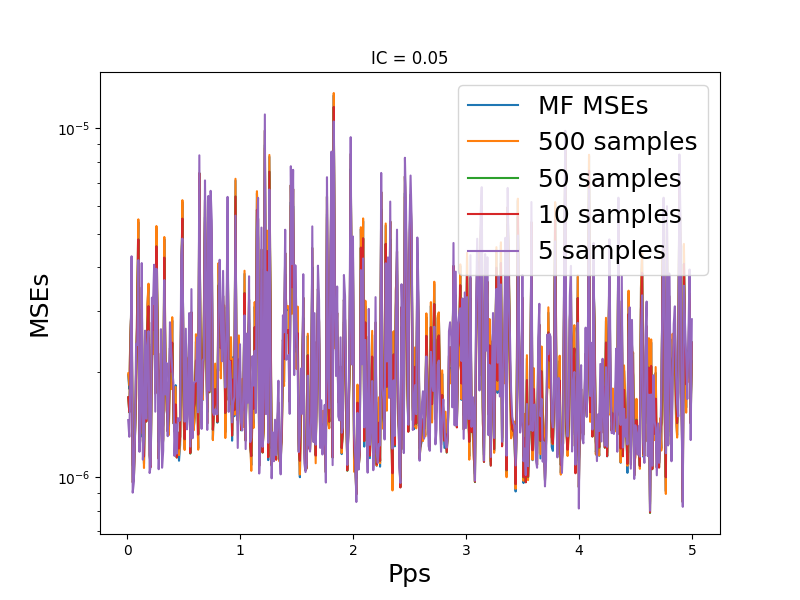 IC = 0.05
MF MSEs
500 samples
50 samples
10 samples
5 samples
10⁻⁵
10⁻⁶
MSEs
0 1 2 3 4 5
Pps